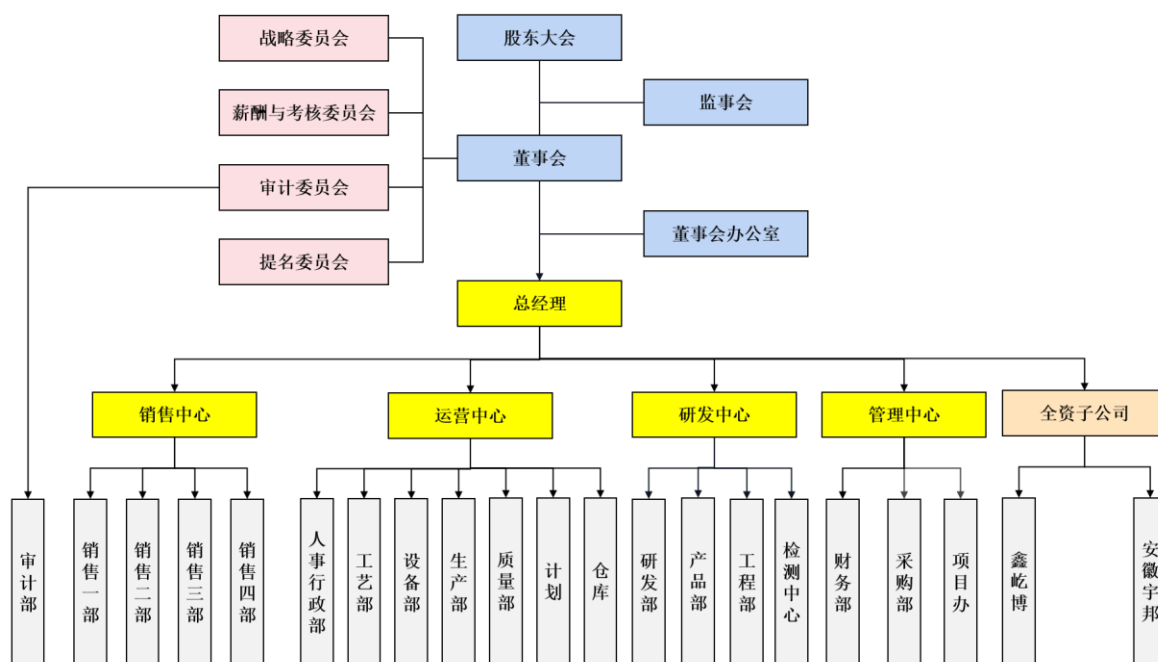 战略委员会
股东大会
监事会
薪酬与考核委员会
董事会
审计委员会
董事会办公室
提名委员会
总经理
销售中心
运营中心
研发中心
管理中心
全资子公司
审计部
销售一部
销售二部
销售三部
销售四部
人事行政部
工艺部
设备部
生产部
质量部
计划
仓库
研发部
产品部
工程部
检测中心
财务部
采购部
项目办
鑫屹博
安徽宇邦